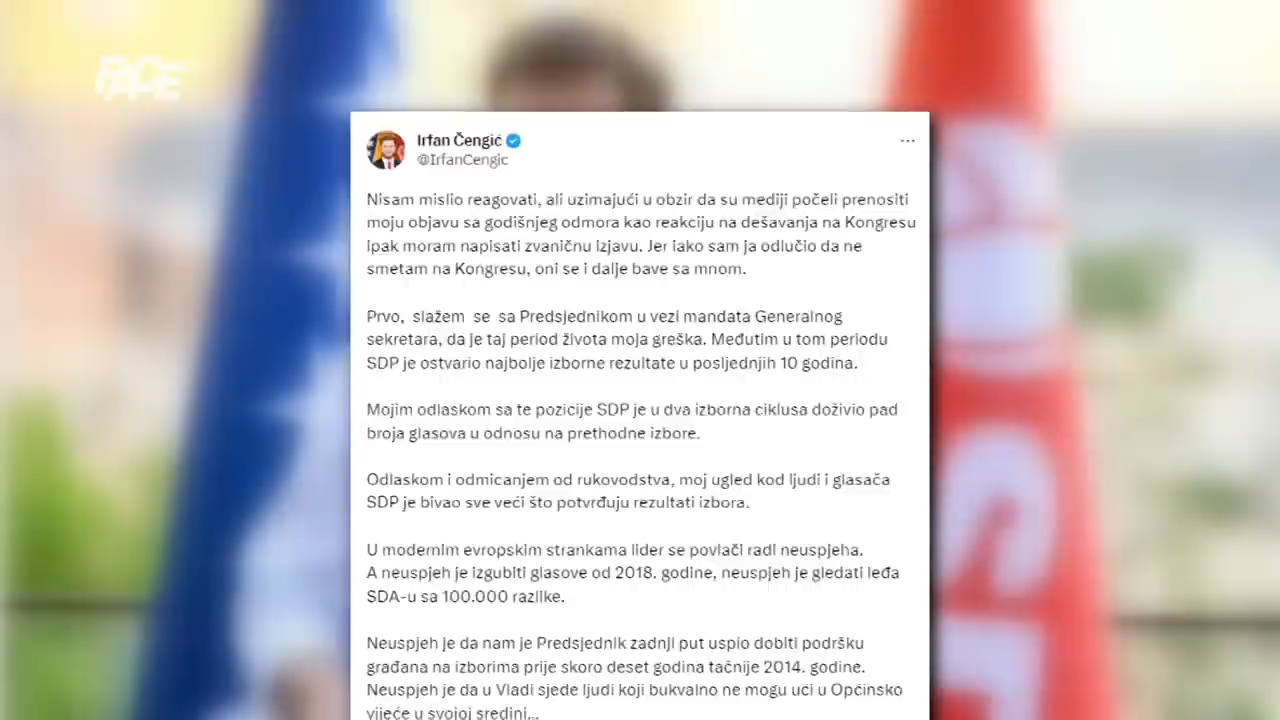 FACE
Irfan Čengić
@IrfanCengic
Nisam mislio reagovati, ali uzimajući u obzir da su mediji počeli prenositi
moju objavu sa godišnjeg odmora kao reakciju na dešavanja na Kongresu
ipak moram napisati zvaničnu izjavu. Jer iako sam ja odlučio da ne
smetam na Kongresu, oni se i dalje bave sa mnom.
Prvo, slažem se sa Predsjednikom u vezi mandata Generalnog
sekretara, da je taj period života moja greška. Međutim u tom periodu
SDP je ostvario najbolje izborne rezultate u posljednjih 10 godina.
Mojim odlaskom sa te pozicije SDP je u dva izborna ciklusa doživio pad
broja glasova u odnosu na prethodne izbore.
Odlaskom i odmicanjem od rukovodstva, moj ugled kod ljudi i glasača
SDP je bivao sve veći što potvrđuju rezultati izbora.
U modernim evropskim strankama lider se povlači radi neuspjeha.
A neuspjeh je izgubiti glasove od 2018. godine, neuspjeh je gledati leđa
SDA-u sa 100.000 razlike.
Neuspjeh je da nam je Predsjednik zadnji put uspio dobiti podršku
građana na izborima prije skoro deset godina tačnije 2014. godine.
Neuspjeh je da u Vladi sjede ljudi koji bukvalno ne mogu ući u Općinsko
vijeće u svojoj sredini...